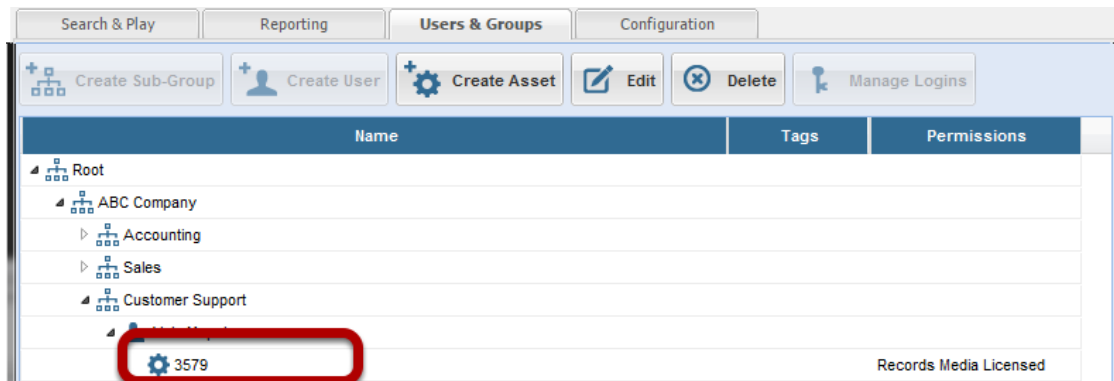 Search & Play Reporting Users & Groups Configuration
Create Sub-Group Create User Create Asset Edit Delete Manage Logins
Name Tags Permissions
Root
ABC Company
Accounting
Sales
Customer Support
3579 Records Media Licensed